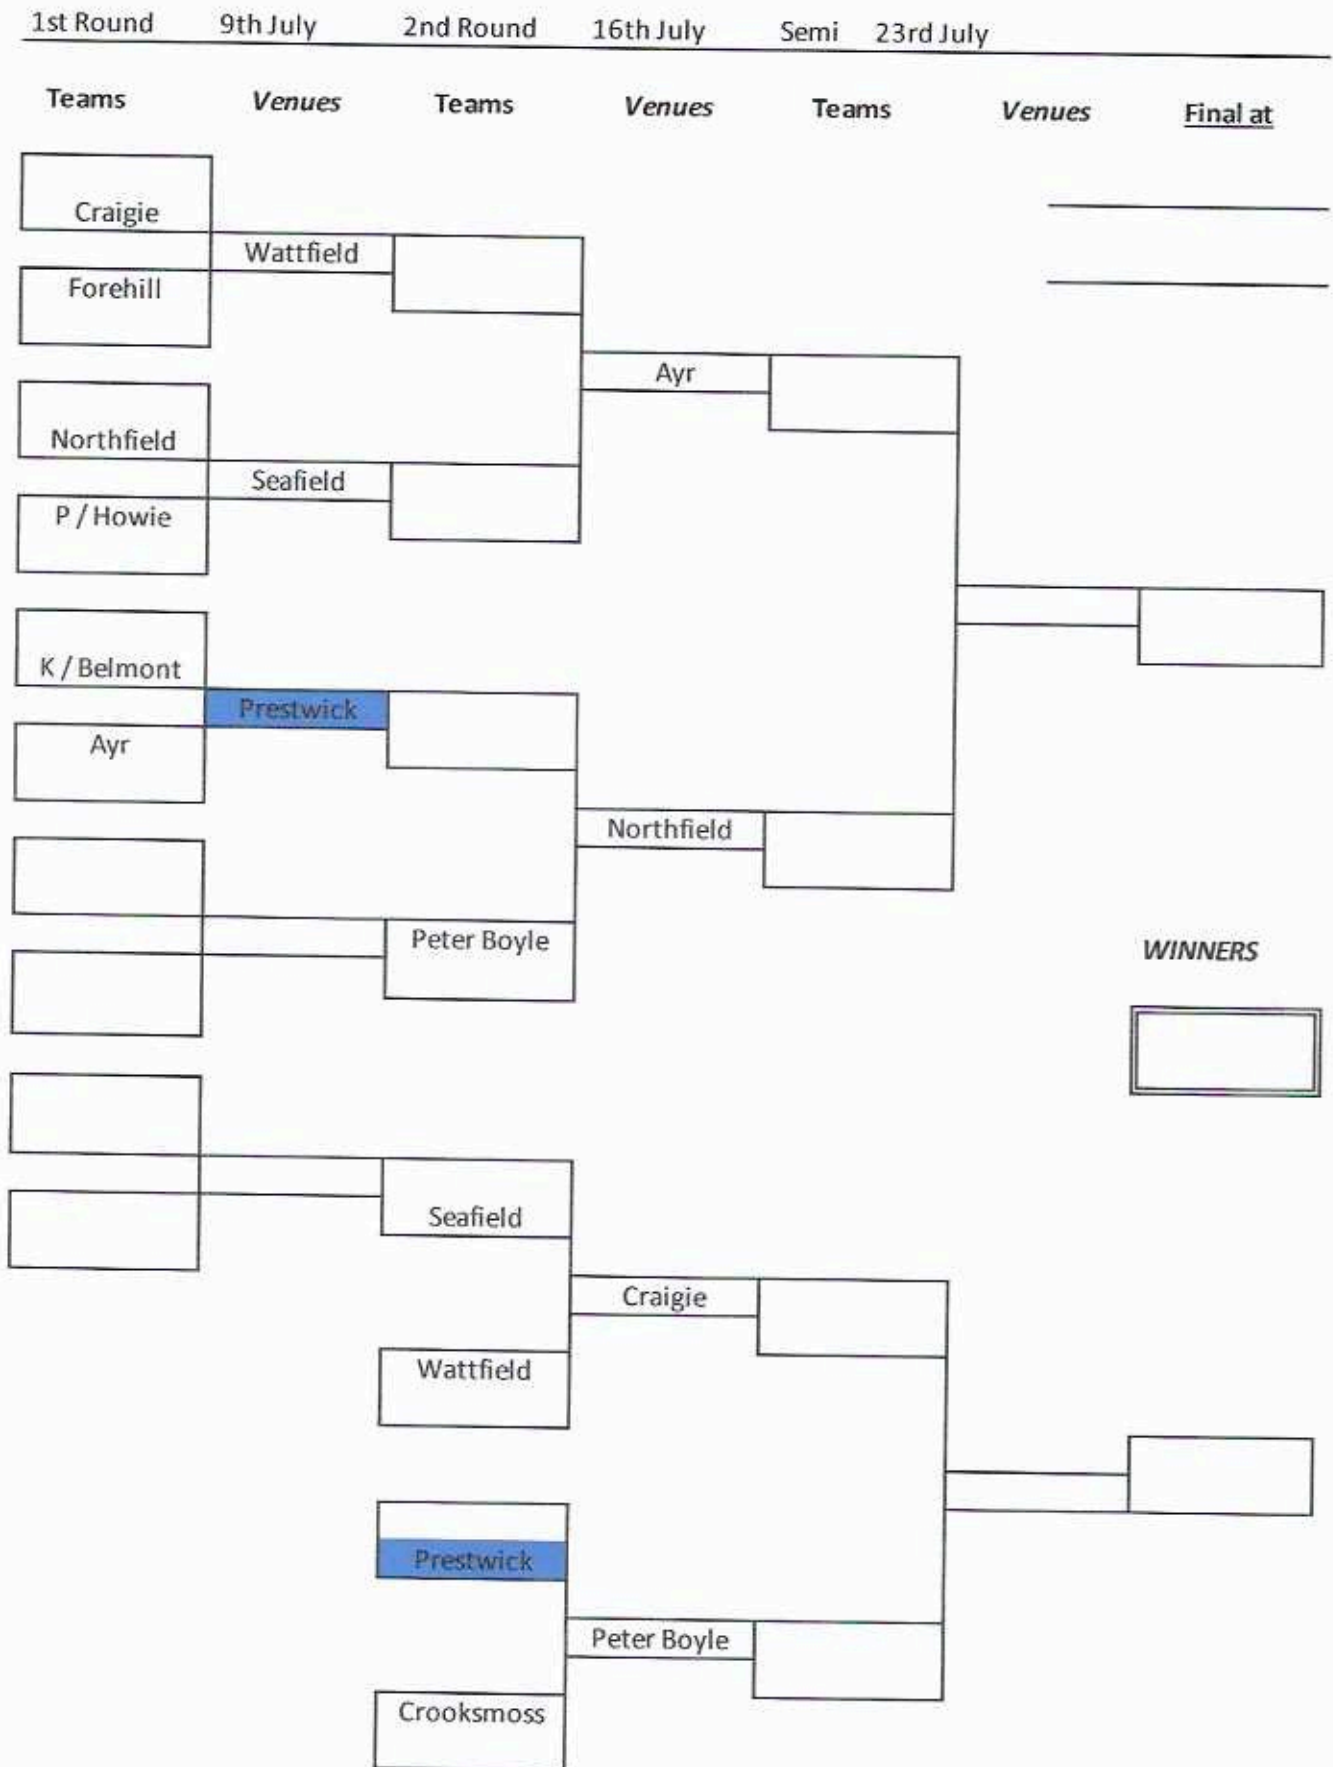 1st Round 9th July 2nd Round 16th July Semi 23rd July
Teams Venues Teams Venues Teams Venues Final at
Craigie
Wattfield
Forehill
Ayr
Northfield
Seafield
P / Howie
K / Belmont
Prestwick
Ayr
Northfield
Peter Boyle
WINNERS
Seafield
Craigie
Wattfield
Prestwick
Peter Boyle
Crooksmoss